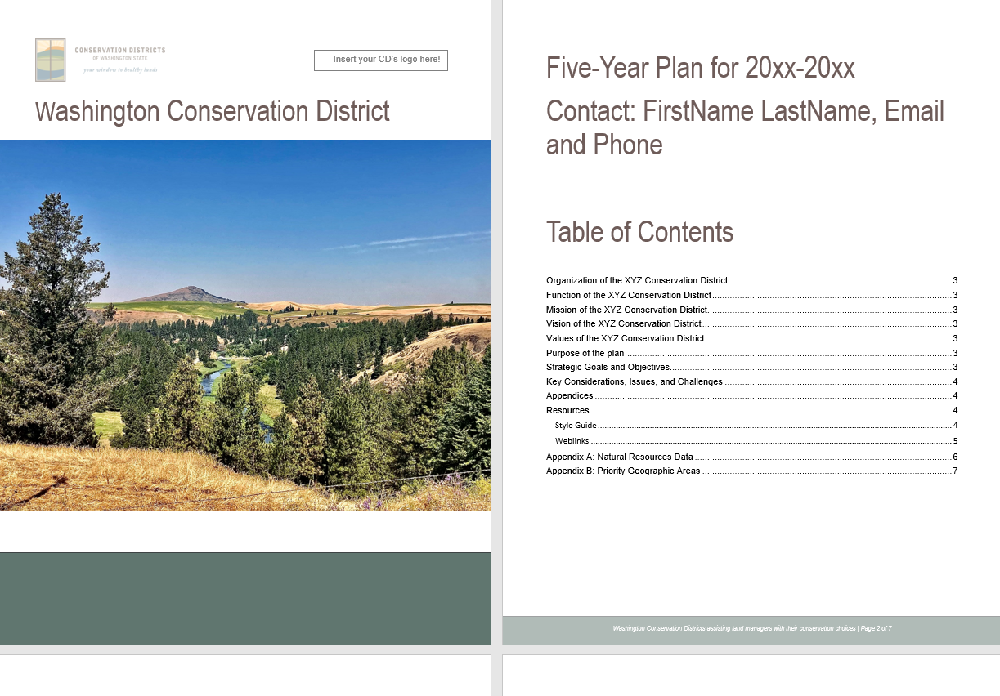 CONSERVATION DISTRICTS
OF WASHINGTON STATE
your window to healthy lands
Insert your CD's logo here!
Washington Conservation District
Five-Year Plan for 20xx-20xx
Contact: FirstName LastName, Email
and Phone
Table of Contents
Organization of the XYZ Conservation District 3
Function of the XYZ Conservation District 3
Mission of the XYZ Conservation District 3
Vision of the XYZ Conservation District 3
Values of the XYZ Conservation District 3
Purpose of the plan 3
Strategic Goals and Objectives 3
Key Considerations, Issues, and Challenges 4
Appendices 4
Resources 4
Style Guide 4
Weblinks 5
Appendix A: Natural Resources Data 6
Appendix B: Priority Geographic Areas 7
Washington Conservation Districts assisting land managers with their conservation choices | Page 2 of 7